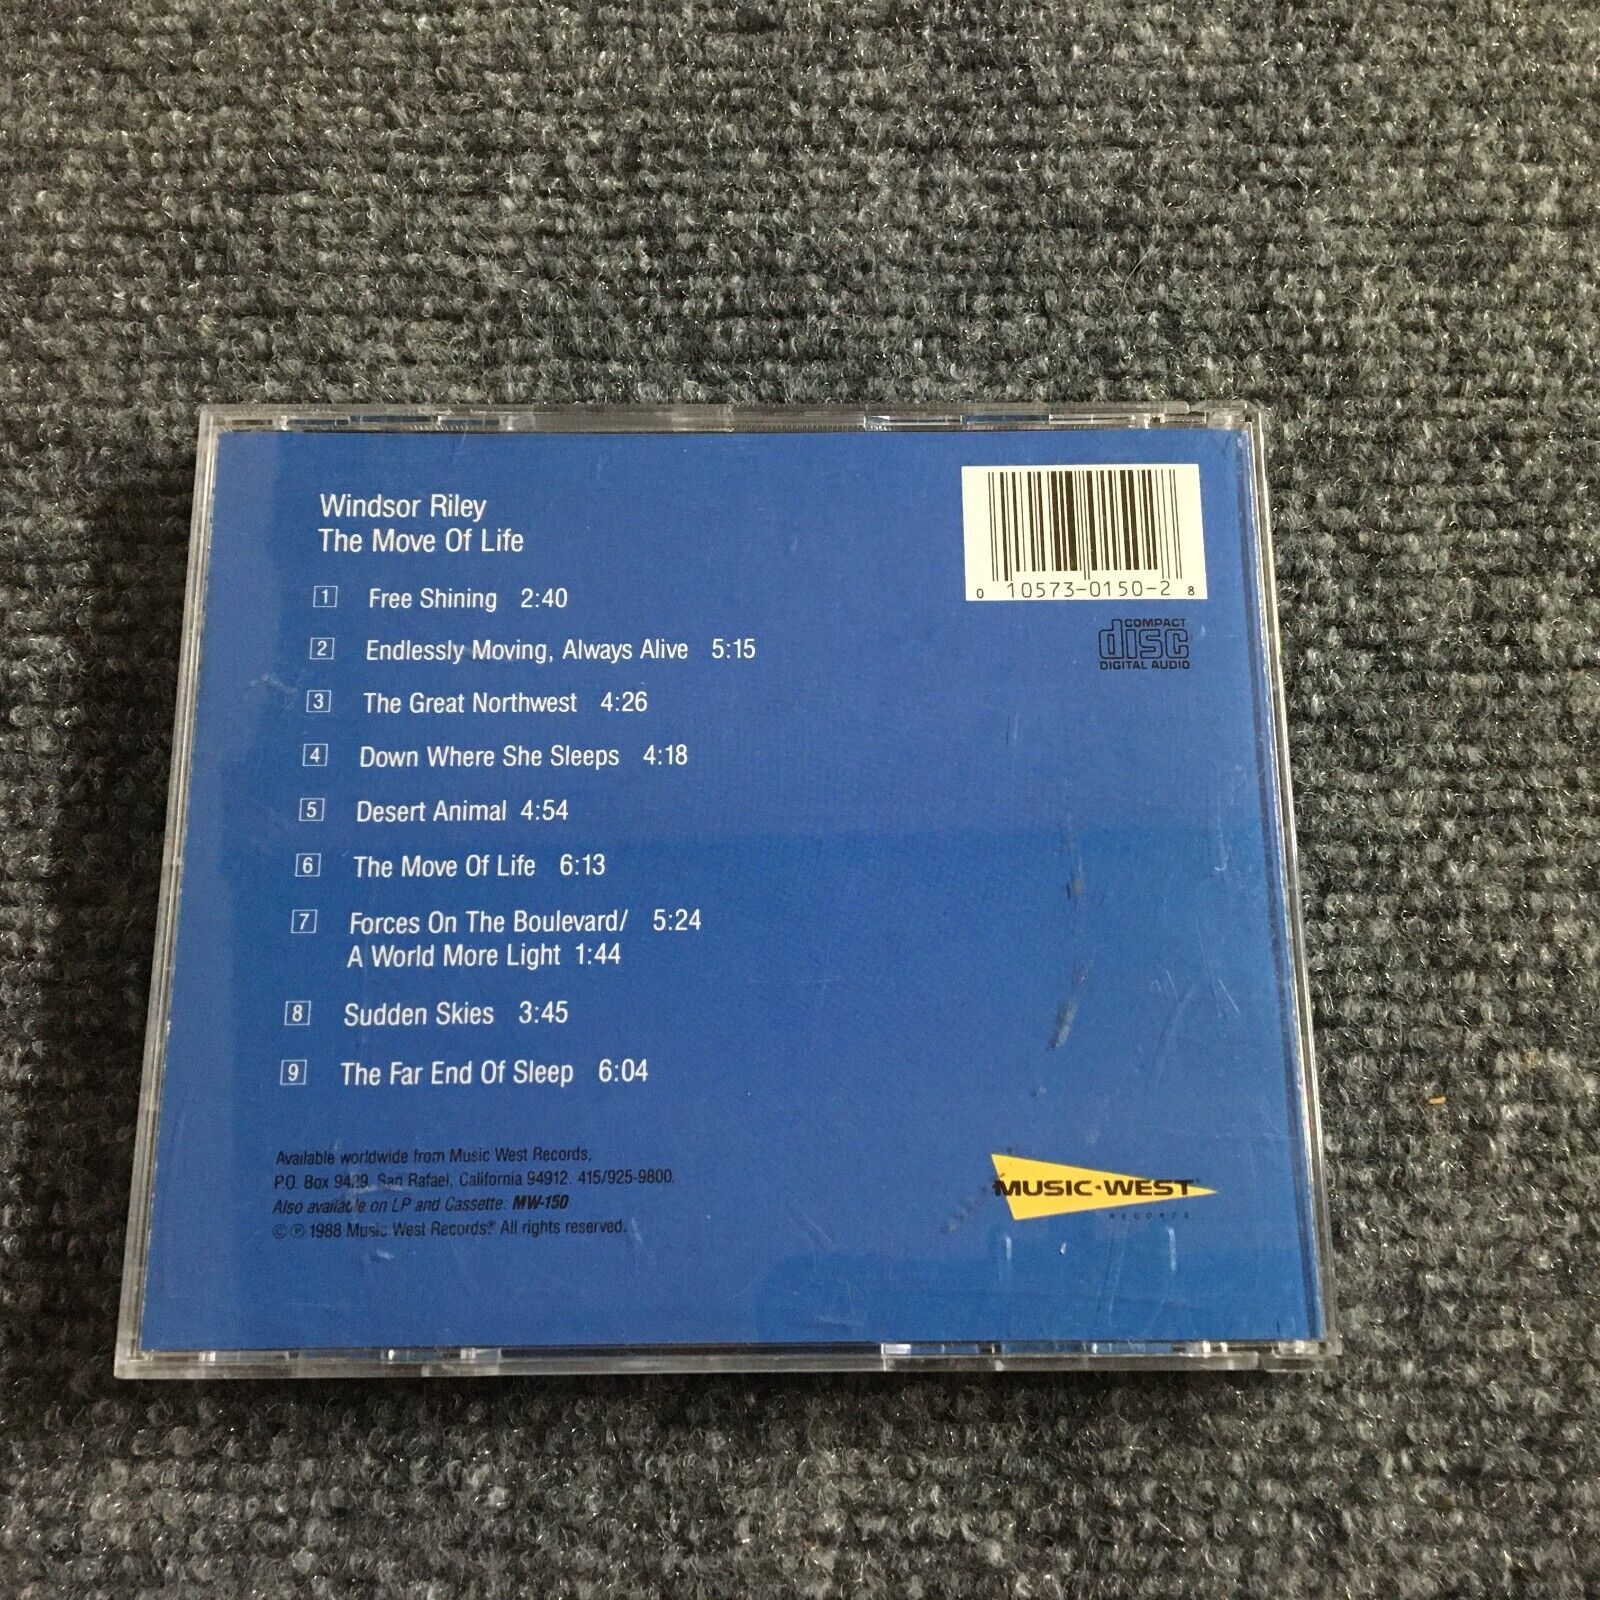 Windsor Riley
The Move Of Life
1 Free Shining 2:40
2 Endlessly Moving, Always Alive 5:15
3 The Great Northwest 4:26
4 Down Where She Sleeps 4:18
5 Desert Animal 4:54
6 The Move Of Life 6:13
7 Forces On The Boulevard/ 5:24
A World More Light 1:44
8 Sudden Skies 3:45
9 The Far End Of Sleep 6:04
Available worldwide from Music West Records,
P.O. Box San Rafael, California 94912. 415/925-9800.
Also available on LP and Cassette: MW-150
© ℗ 1988 Music West Records.® All rights reserved.
0 10573-0150-2 8
COMPACT
disc
DIGITAL AUDIO
MUSIC·WEST
RECORDS